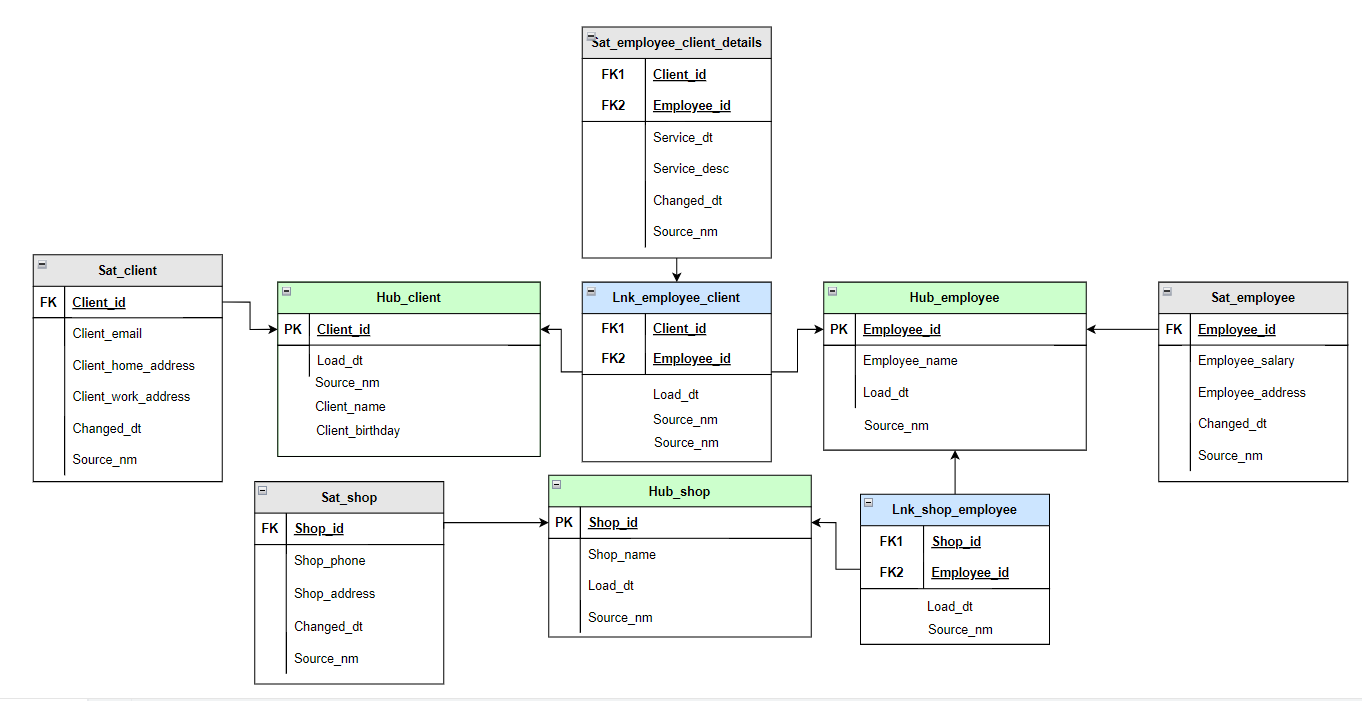 Sat_employee_client_details
FK1 Client_id
FK2 Employee_id
Service_dt
Service_desc
Changed_dt
Source_nm
Sat_client
FK Client_id
Client_email
Client_home_address
Client_work_address
Changed_dt
Source_nm
Hub_client
PK Client_id
Load_dt
Source_nm
Client_name
Client_birthday
Lnk_employee_client
FK1 Client_id
FK2 Employee_id
Load_dt
Source_nm
Source_nm
Hub_employee
PK Employee_id
Employee_name
Load_dt
Source_nm
Sat_employee
FK Employee_id
Employee_salary
Employee_address
Changed_dt
Source_nm
Sat_shop
FK Shop_id
Shop_phone
Shop_address
Changed_dt
Source_nm
Hub_shop
PK Shop_id
Shop_name
Load_dt
Source_nm
Lnk_shop_employee
FK1 Shop_id
FK2 Employee_id
Load_dt
Source_nm